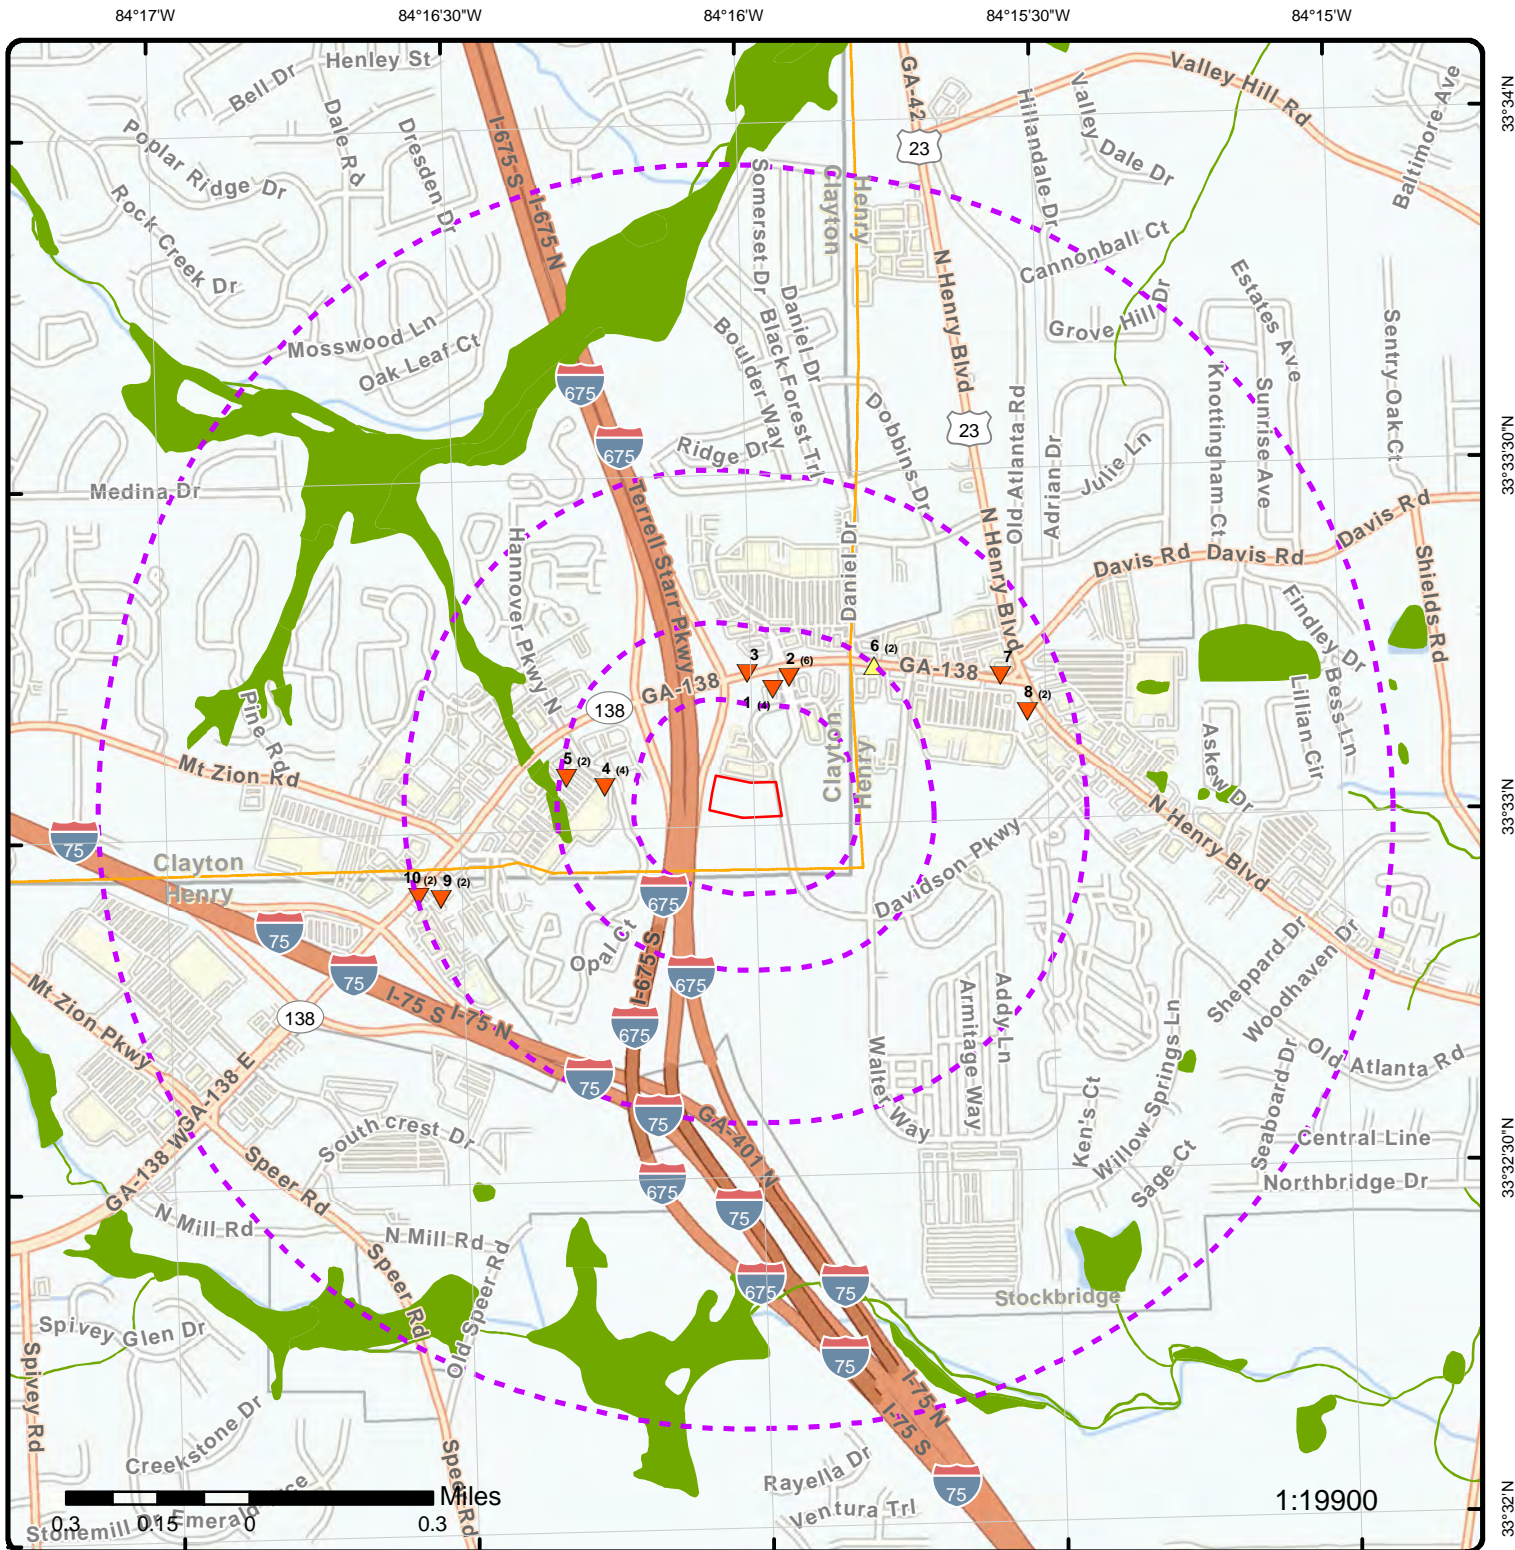 84°17'W
84°16'30"W
84°16'W
84°15'30"W
84°15'W
33°34'N
33°33'30"N
33°33'N
33°32'30"N
33°32'N
Henley St
Bell Dr
Dale Rd
Dresden Dr
Poplar Ridge Dr
Rock Creek Dr
Mosswood Ln
Oak Leaf Ct
Medina Dr
I-675 S
I-675 N
GA-42
23
Valley Hill Rd
Hillandale Dr
Valley Dale Dr
Baltimore Ave
Somerset Dr
Clayton
Henry
Cannonball Ct
Grove Hill Dr
Estates Ave
Sentry Oak Ct
N Henry Blvd
Daniel Dr
Black Forest Trl
Boulder Way
Ridge Dr
Dobbins Dr
675
675
23
Old Atlanta Rd
Adrian Dr
Julie Ln
Knottingham Ct
Sunrise Ave
Davis Rd
Davis Rd
Davis Rd
Shields Rd
Terrell Starr Pkwy
Hannover Pkwy N
Daniel Dr
N Henry Blvd
Findley Dr
Bess Ln
Lillian Cir
Askew Dr
3
2 (6)
1 (4)
6 (2)
7
8 (2)
GA-138
GA-138
138
5 (2)
4 (4)
Pine Rd
Mt Zion Rd
Clayton
Henry
N Henry Blvd
Davidson Pkwy
75
Clayton
Henry
10 (2)
9 (2)
675
75
75
Opal Ct
I-675 S
675
675
I-75 S
I-75 N
138
Mt Zion Pkwy
GA-138 W
GA-138 E
75
75
GA-401 N
Walter Way
Armitage Way
Addy Ln
Ken's Ct
Willow Springs Ln
Sage Ct
Sheppard Dr
Woodhaven Dr
Old Atlanta Rd
Seaboard Dr
Central Line
Northbridge Dr
South crest Dr
Speer Rd
N Mill Rd
N Mill Rd
Speer Rd
Old Speer Rd
675
75
675
75
75
Stockbridge
Spivey Glen Dr
Spivey Rd
Creekstone Dr
Speer Rd
I-75 N
I-75 S
75
Rayella Dr
Ventura Trl
Miles
0.3 0.15 0 0.3
1:19900